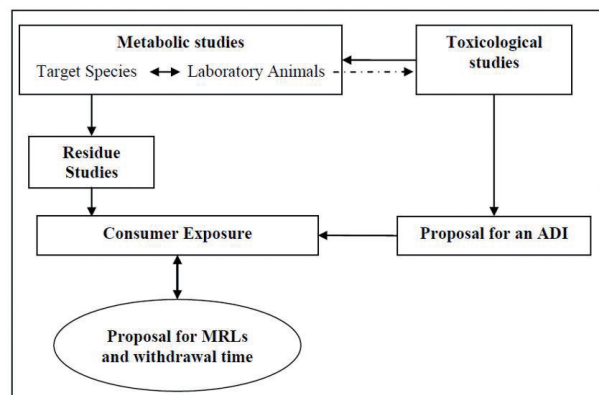 Metabolic studies
Target Species Laboratory Animals
Toxicological
studies
Residue
Studies
Consumer Exposure
Proposal for an ADI
Proposal for MRLs
and withdrawal time